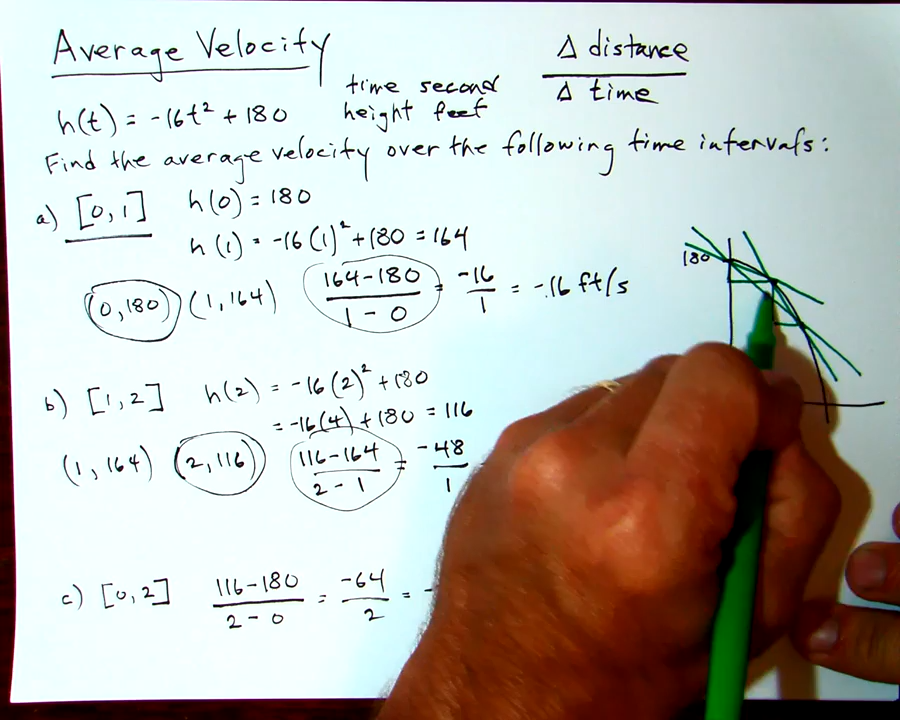 Average Velocity
Δ distance
Δ time
time second
height feet
h(t) = -16t² + 180
Find the average velocity over the following time intervals:
a) [0,1] h(0) = 180
h(1) = -16(1)² + 180 = 164
(0,180) (1,164) 164-180 / 1 - 0 = -16 / 1 = -16 ft/s
180
b) [1,2] h(2) = -16(2)² + 180
= -16(4) + 180 = 116
(1,164) (2,116) 116-164 / 2 - 1 = -48 / 1
c) [0,2] 116-180 / 2 - 0 = -64 / 2 = -